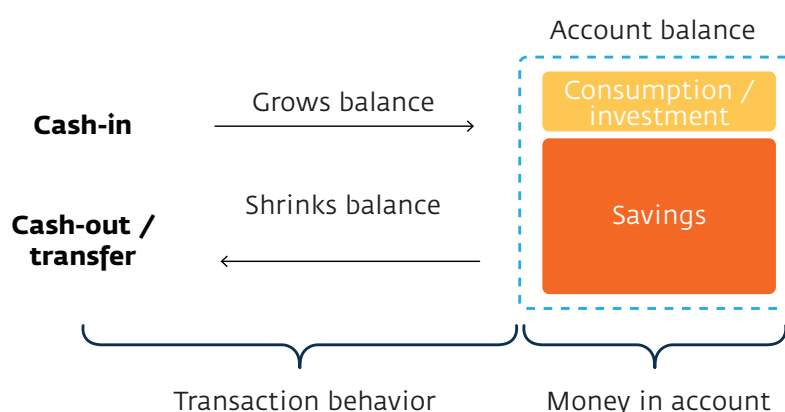 Account balance
Consumption /
investment
Grows balance
Cash-in
Shrinks balance
Savings
Cash-out /
transfer
Transaction behavior
Money in account